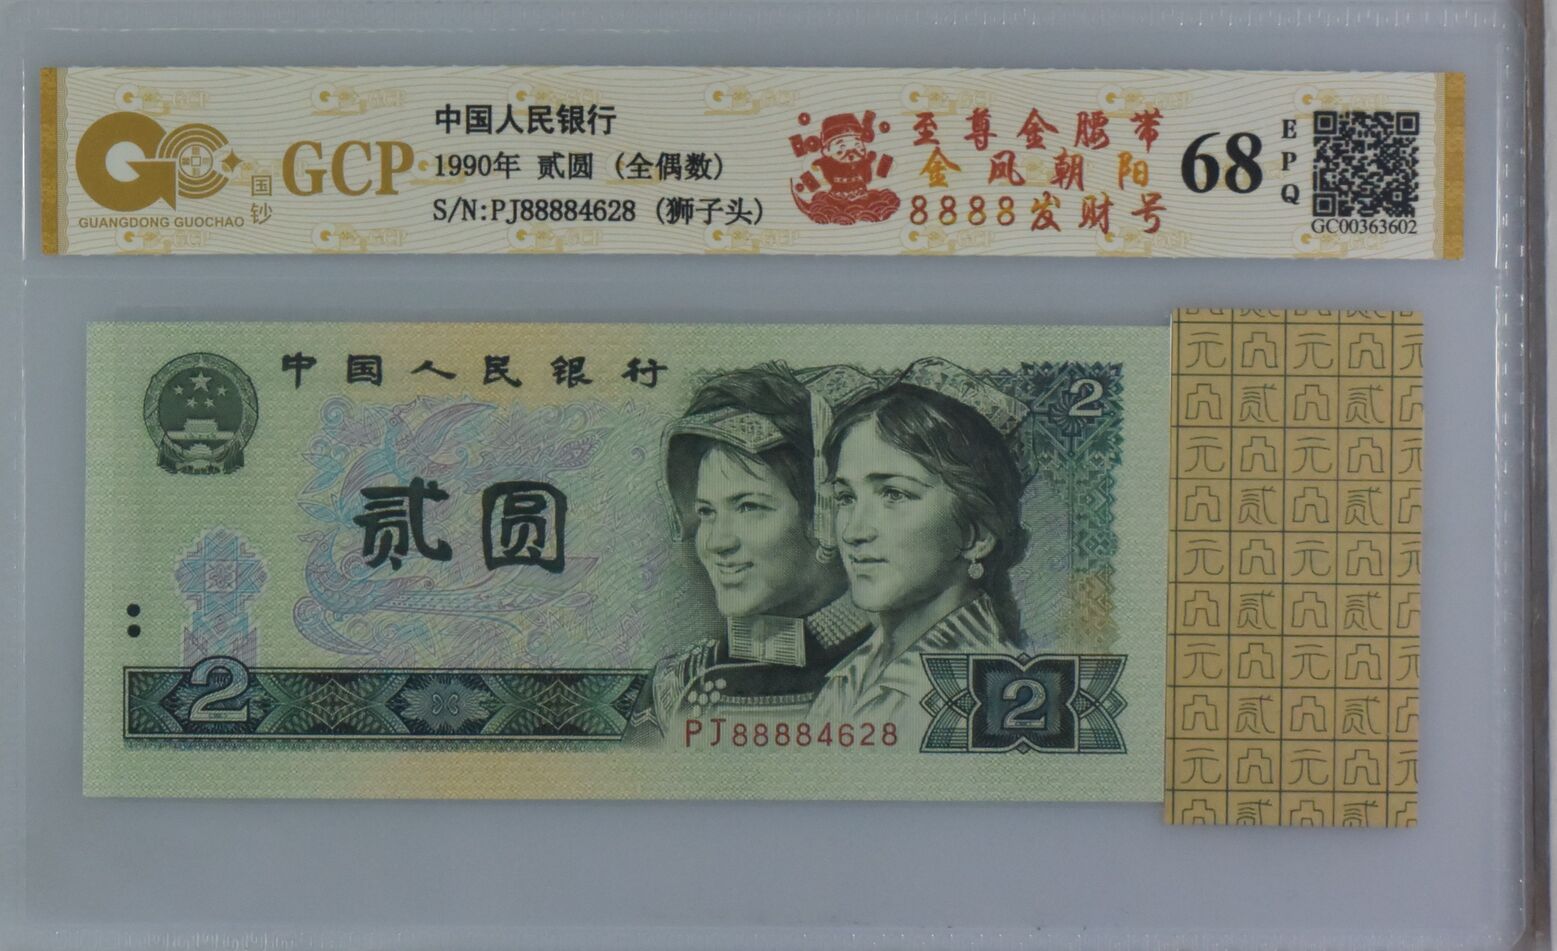 GUANGDONG GUOCHAO
国钞
GCP
中国人民银行
1990年 贰圆 (全偶数)
S/N:PJ88884628 (狮子头)
至尊金腰带
金凤朝阳
8888发财号
68
EPQ
GC00363602
中国人民银行
贰圆
2
2
2
PJ88884628